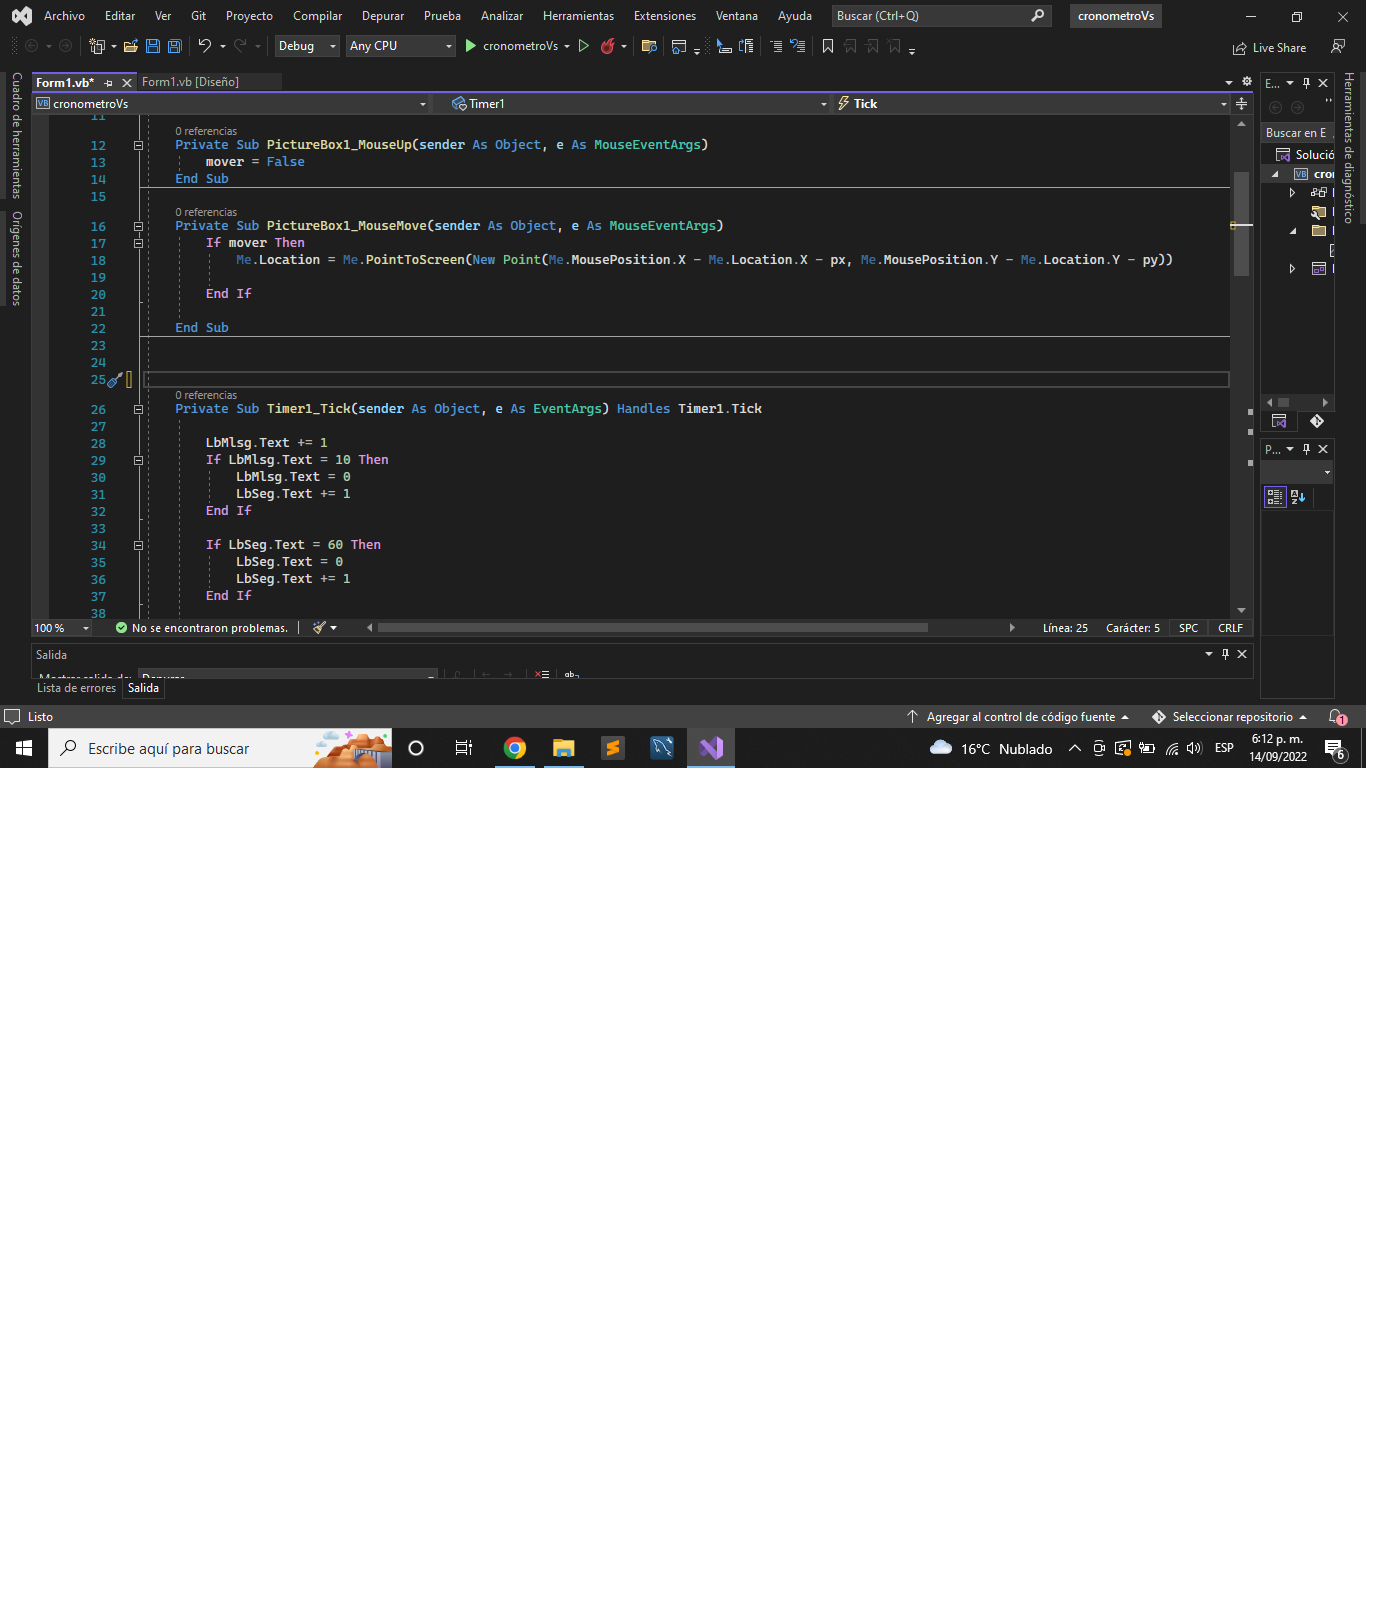 Archivo Editar Ver Git Proyecto Compilar Depurar Prueba Analizar Herramientas Extensiones Ventana Ayuda Buscar (Ctrl+Q) cronometroVs
Debug Any CPU cronometroVs Live Share
Cuadro de herramientas
Orígenes de datos
Form1.vb* Form1.vb [Diseño]
cronometroVs Timer1 Tick
11
0 referencias
12 Private Sub PictureBox1_MouseUp(sender As Object, e As MouseEventArgs)
13 mover = False
14 End Sub
15
0 referencias
16 Private Sub PictureBox1_MouseMove(sender As Object, e As MouseEventArgs)
17 If mover Then
18 Me.Location = Me.PointToScreen(New Point(Me.MousePosition.X - Me.Location.X - px, Me.MousePosition.Y - Me.Location.Y - py))
19
20 End If
21
22 End Sub
23
24
25
0 referencias
26 Private Sub Timer1_Tick(sender As Object, e As EventArgs) Handles Timer1.Tick
27
28 LbMlsg.Text += 1
29 If LbMlsg.Text = 10 Then
30 LbMlsg.Text = 0
31 LbSeg.Text += 1
32 End If
33
34 If LbSeg.Text = 60 Then
35 LbSeg.Text = 0
36 LbSeg.Text += 1
37 End If
38
100 % No se encontraron problemas. Línea: 25 Carácter: 5 SPC CRLF
E...
Buscar en E
Solució
cro
Herramientas de diagnóstico
P...
Salida
Mostrar salida de: Depurar
Lista de errores Salida
Listo Agregar al control de código fuente Seleccionar repositorio 1
Escribe aquí para buscar 16°C Nublado ESP 6:12 p. m.
14/09/2022 6